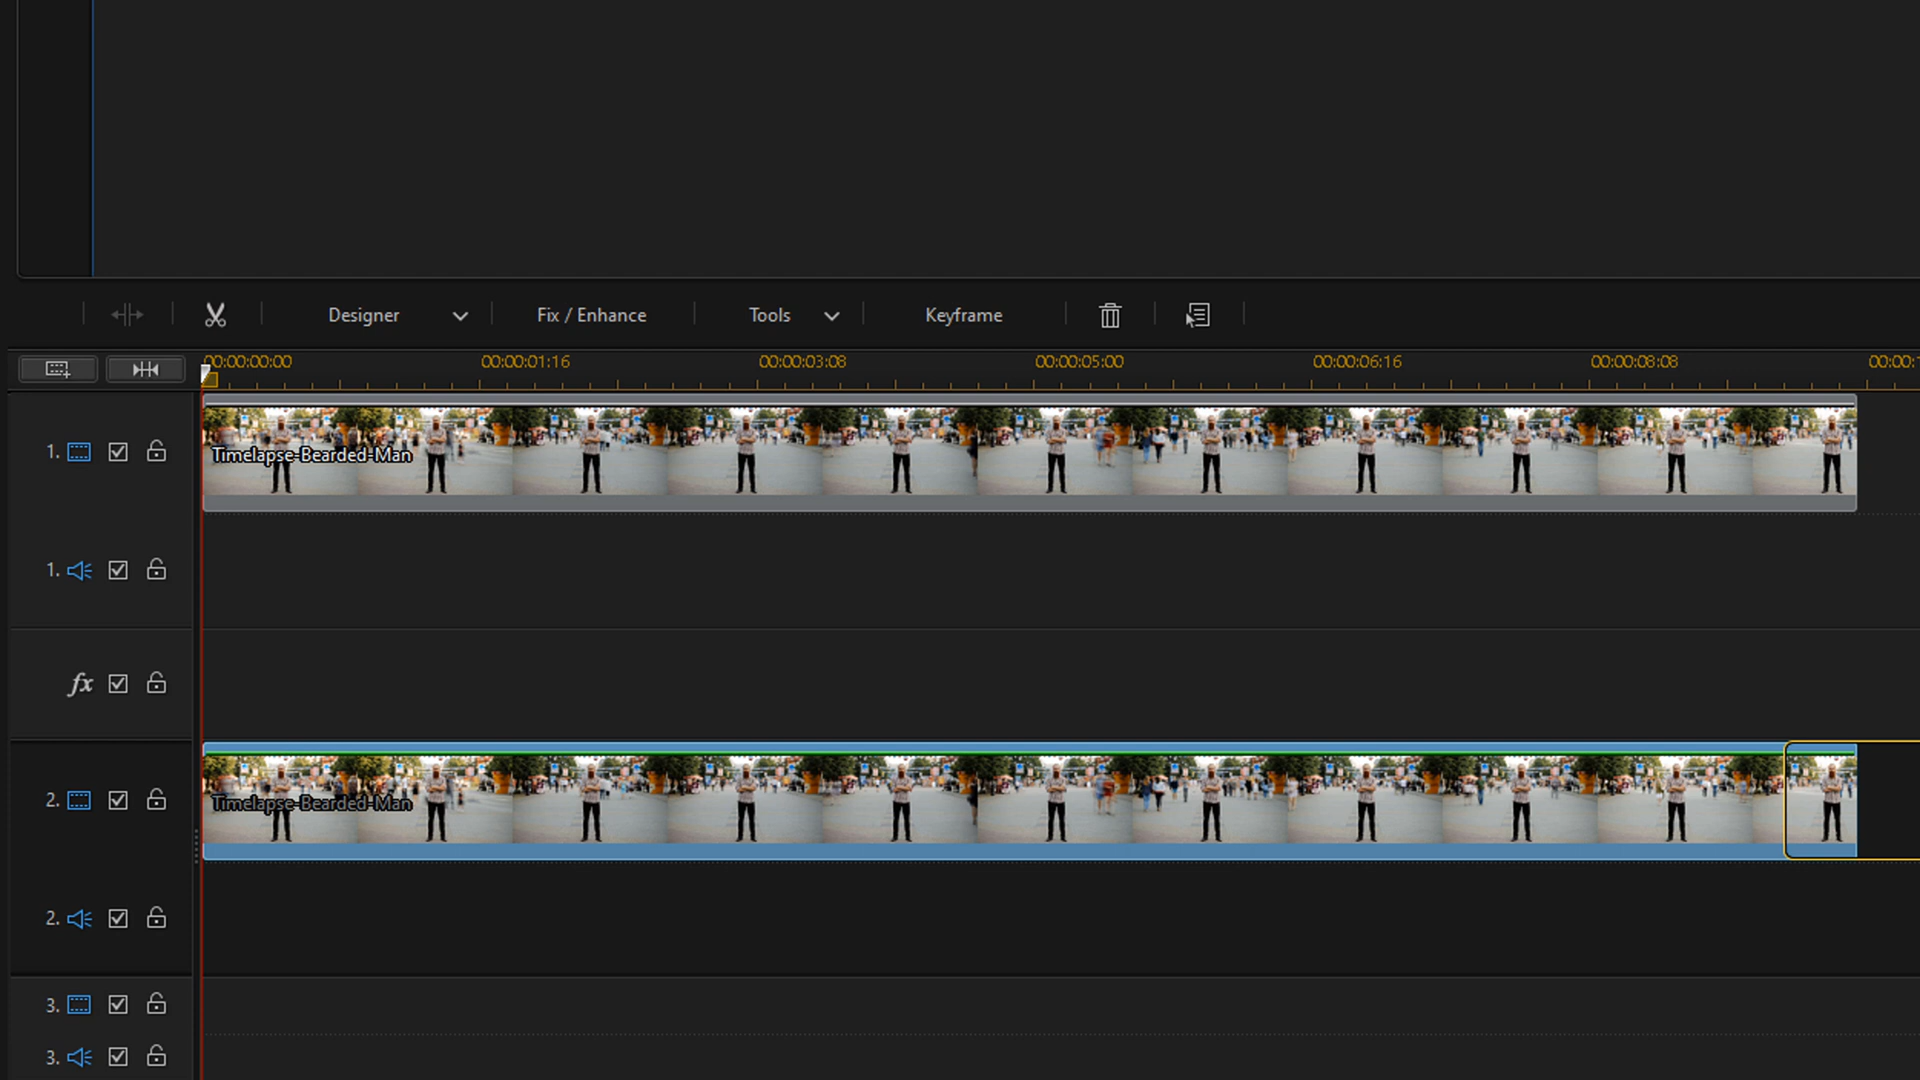 Designer Fix / Enhance Tools Keyframe
00:00:00:00 00:00:01:16 00:00:03:08 00:00:05:00 00:00:06:16 00:00:08:08 00:00:
1. Timelapse-Bearded-Man
1.
fx
2. Timelapse-Bearded-Man
2.
3.
3.